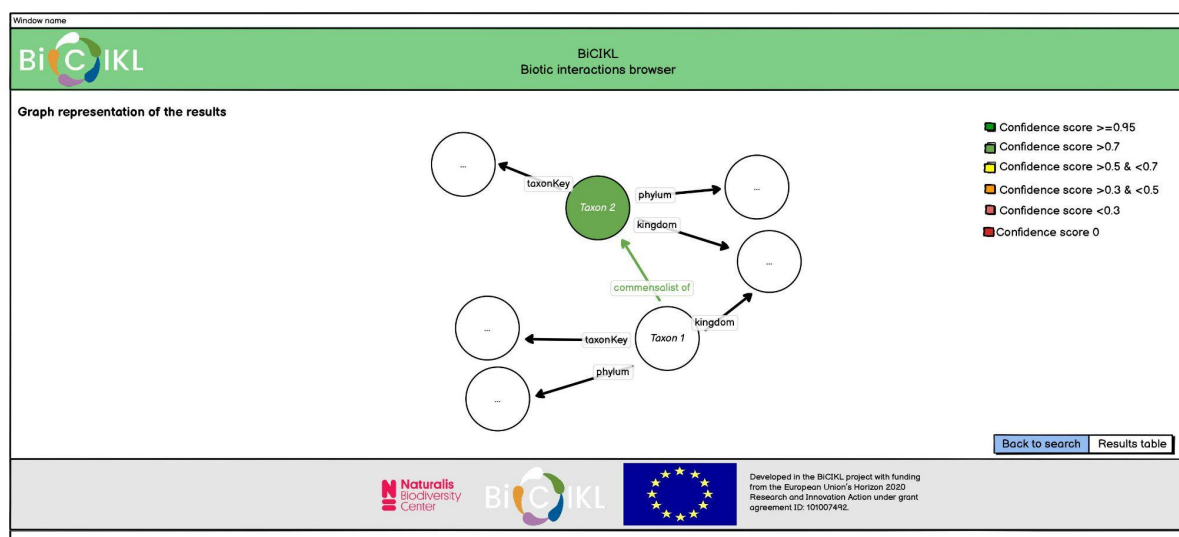 Window name
BiCIKL
BiCIKL
Biotic interactions browser
Graph representation of the results
Confidence score >=0.95
Confidence score >0.7
Confidence score >0.5 & <0.7
Confidence score >0.3 & <0.5
Confidence score <0.3
Confidence score 0
...
taxonKey
Taxon 2
phylum
...
kingdom
...
commensalist of
...
taxonKey
Taxon 1
kingdom
phylum
...
Back to search
Results table
Naturalis
Biodiversity
Center
BiCIKL
Developed in the BiCIKL project with funding
from the European Union's Horizon 2020
Research and Innovation Action under grant
agreement ID: 101007492.